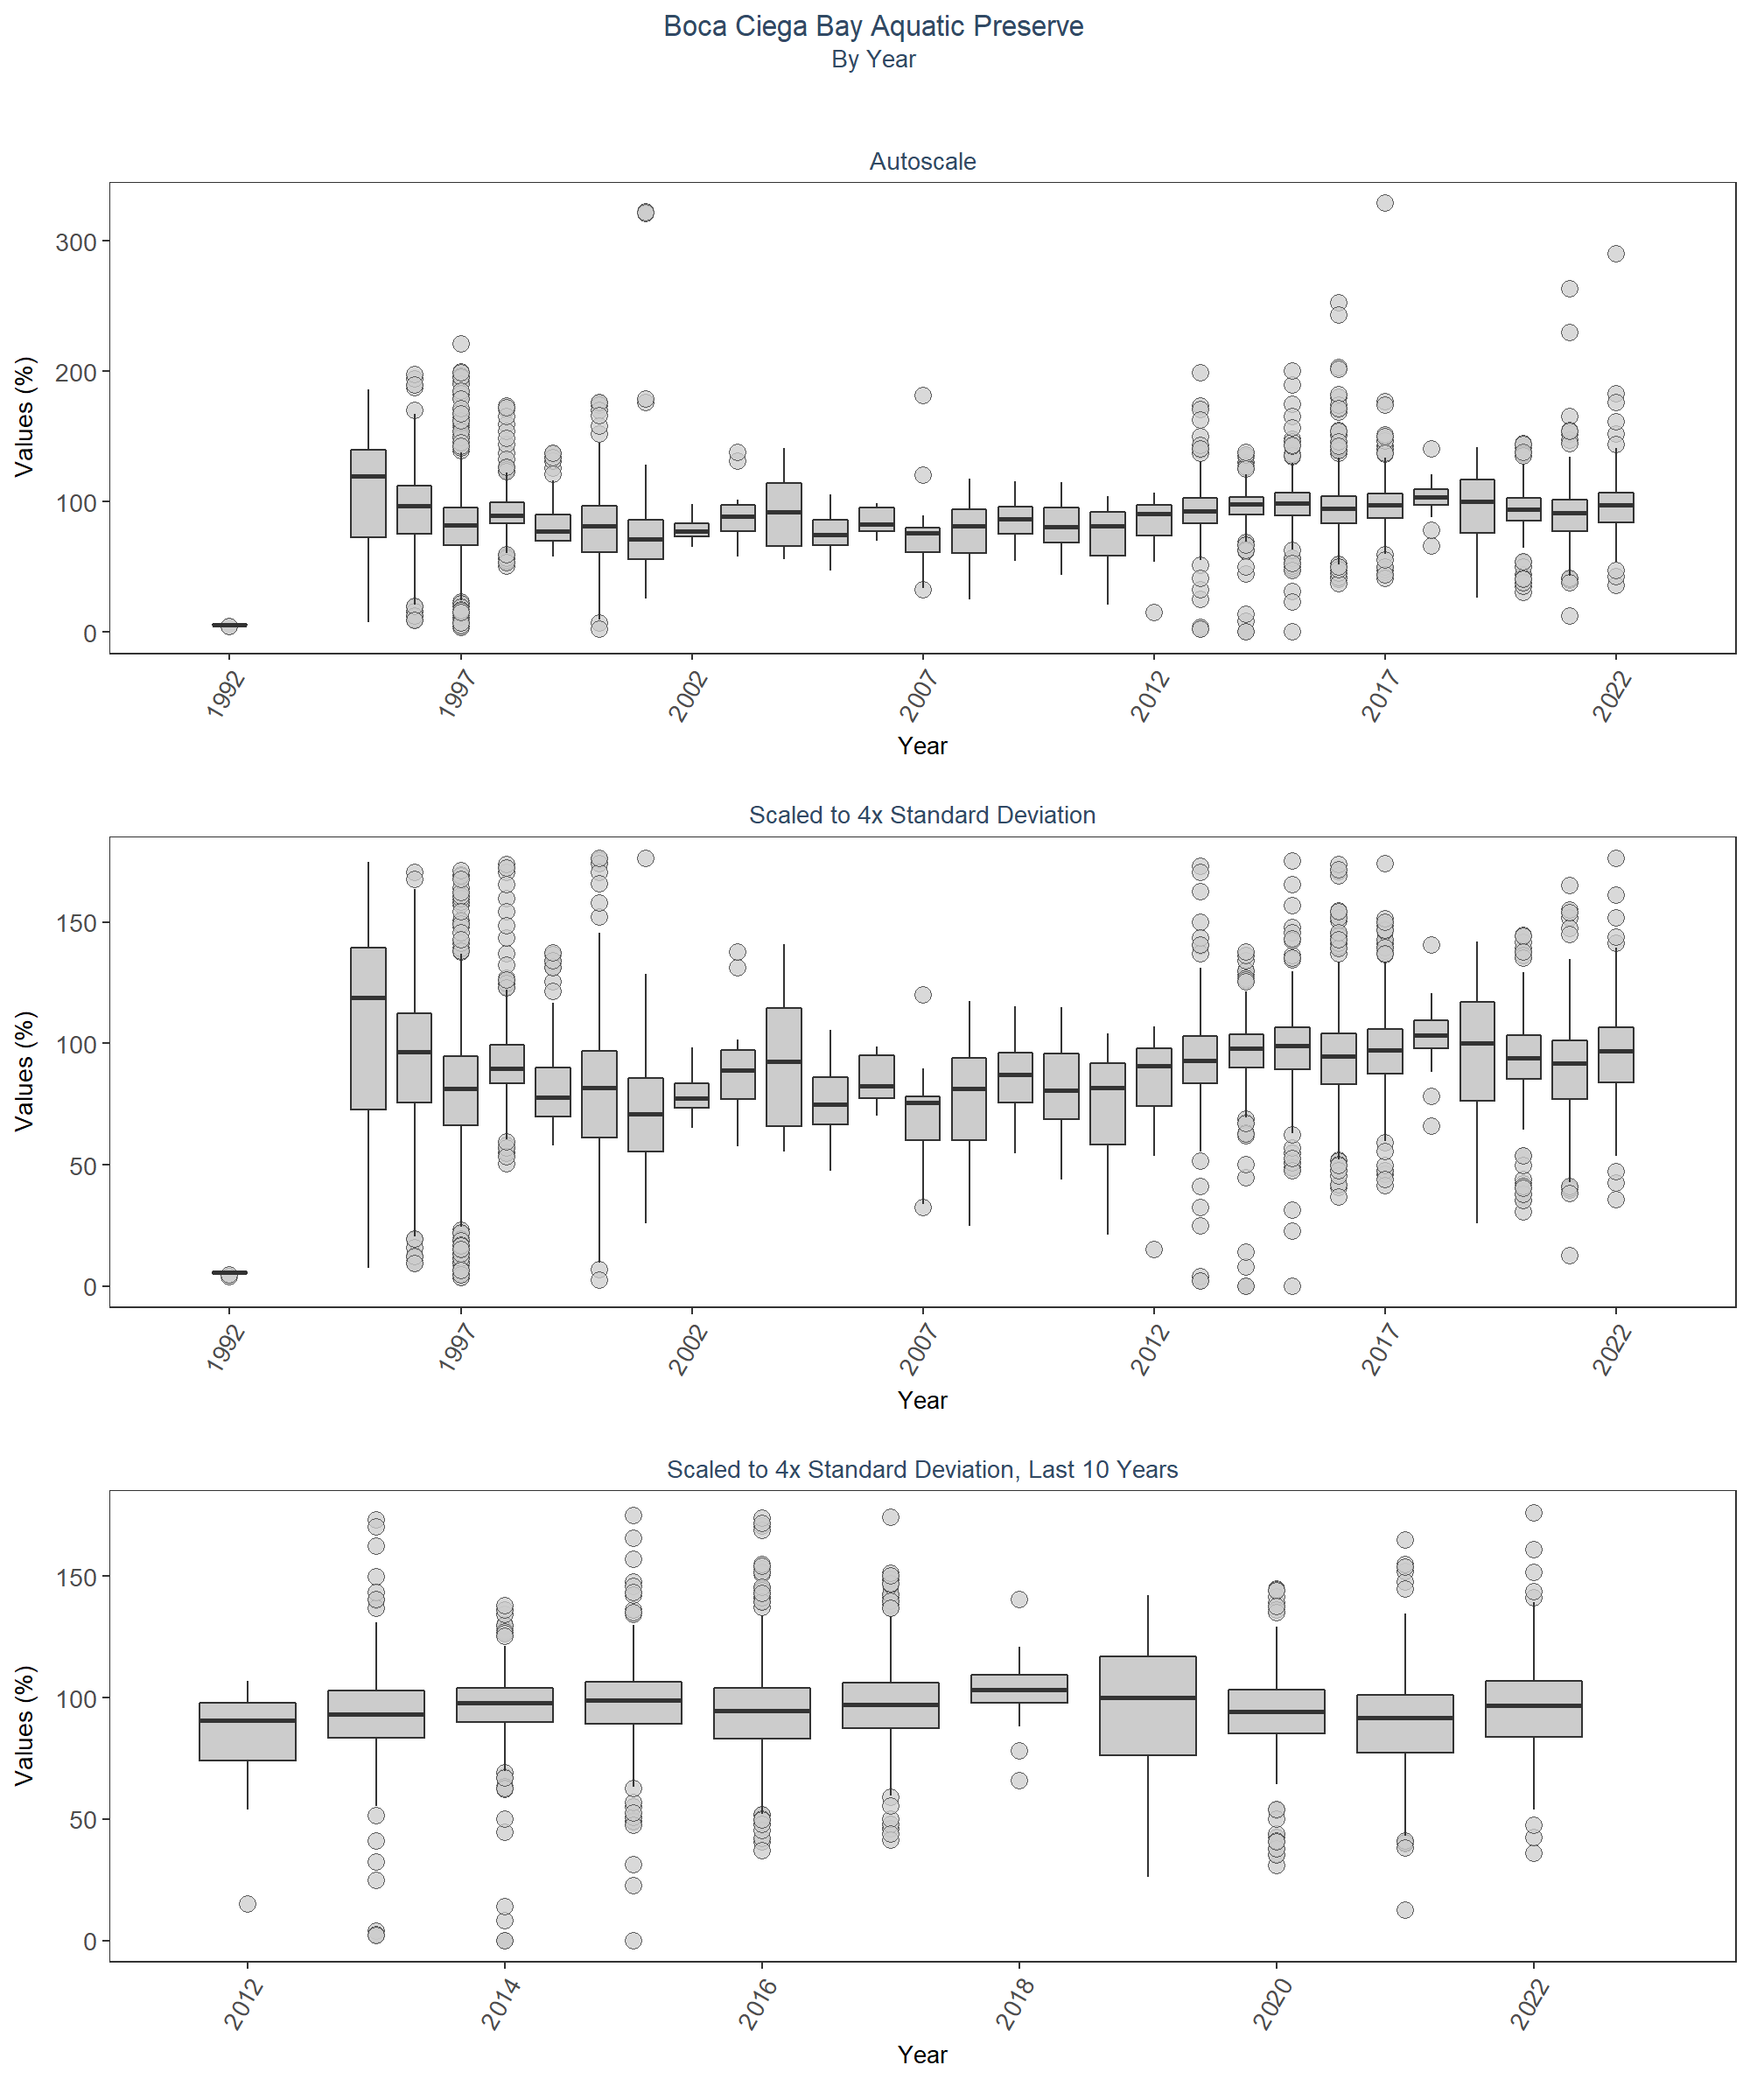 Boca Ciega Bay Aquatic Preserve
By Year
Autoscale
Values (%)
300
200
100
0
1992 1997 2002 2007 2012 2017 2022
Year
Scaled to 4x Standard Deviation
Values (%)
150
100
50
0
1992 1997 2002 2007 2012 2017 2022
Year
Scaled to 4x Standard Deviation, Last 10 Years
Values (%)
150
100
50
0
2012 2014 2016 2018 2020 2022
Year